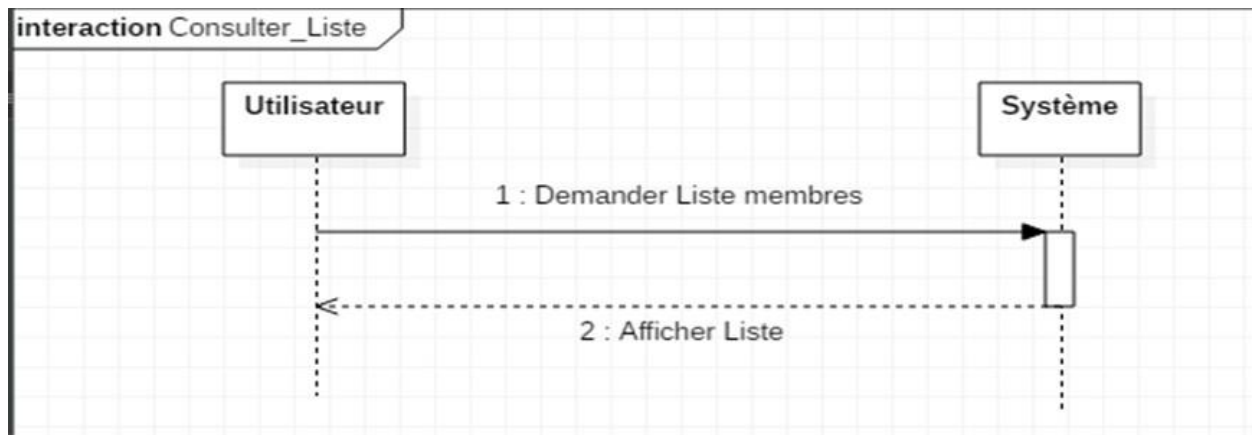 interaction Consulter_Liste
Utilisateur
Système
1 : Demander Liste membres
2 : Afficher Liste